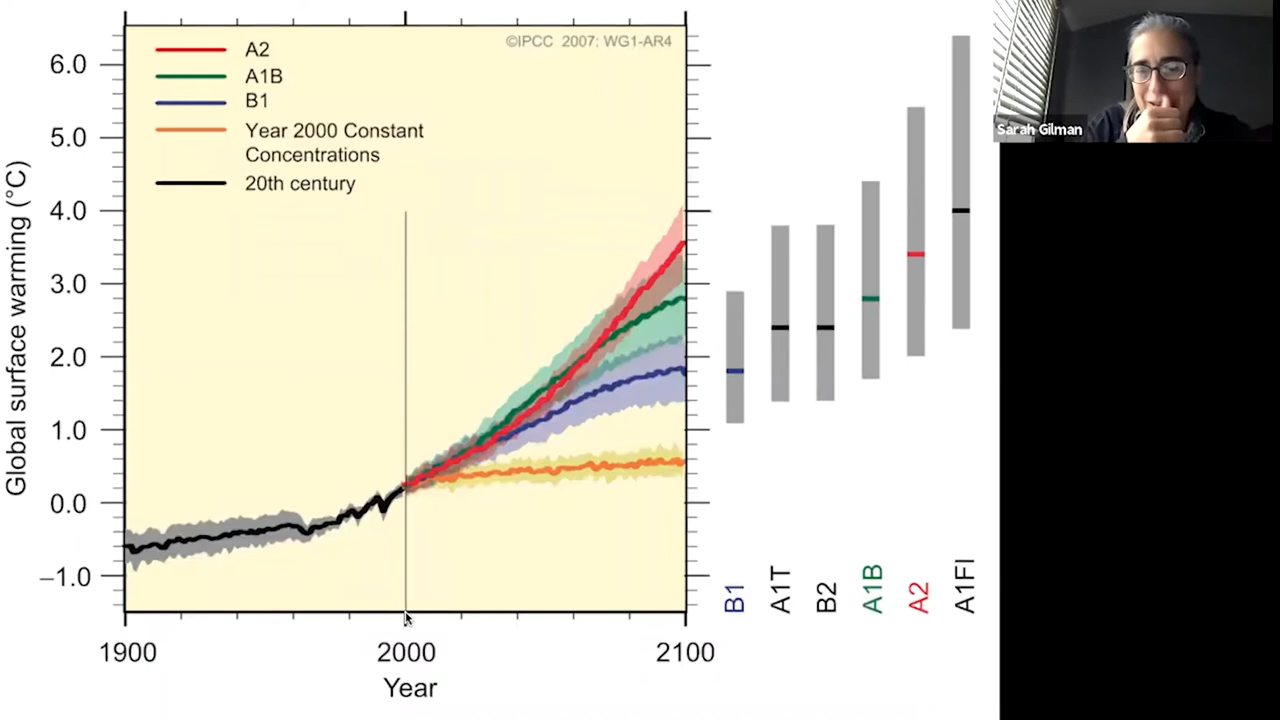 ©IPCC 2007: WG1-AR4
A2
A1B
B1
Year 2000 Constant
Concentrations
20th century
Global surface warming (°C)
6.0
5.0
4.0
3.0
2.0
1.0
0.0
–1.0
1900
2000
2100
Year
B1
A1T
B2
A1B
A2
A1FI
Sarah Gilman